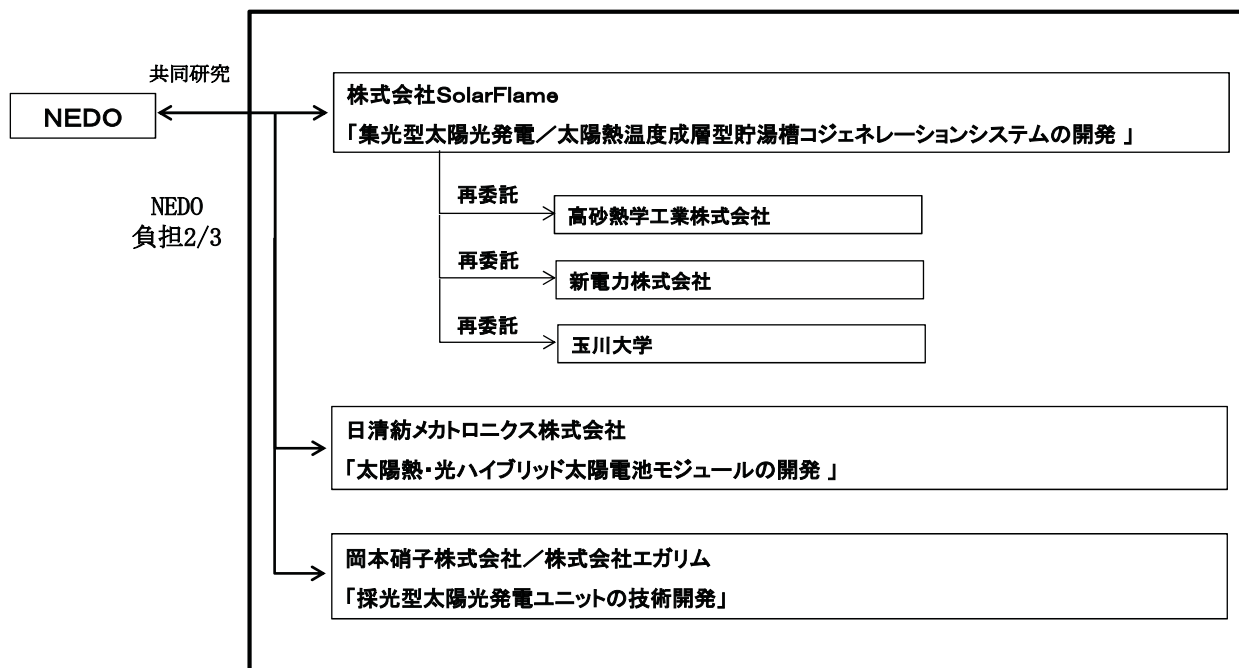 共同研究
NEDO
NEDO
負担2/3
株式会社SolarFlame
「集光型太陽光発電／太陽熱温度成層型貯湯槽コジェネレーションシステムの開発 」
再委託
高砂熱学工業株式会社
再委託
新電力株式会社
再委託
玉川大学
日清紡メカトロニクス株式会社
「太陽熱・光ハイブリッド太陽電池モジュールの開発 」
岡本硝子株式会社／株式会社エガリム
「採光型太陽光発電ユニットの技術開発」